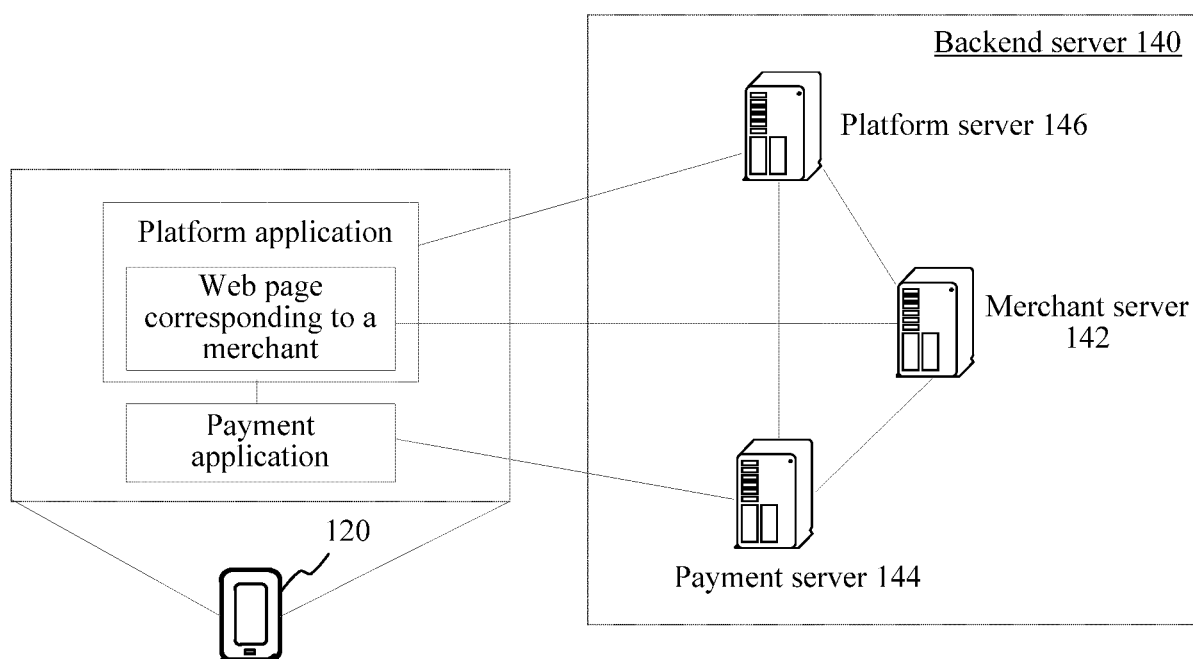 Backend server 140
Platform server 146
Platform application
Web page
corresponding to a
merchant
Merchant server
142
Payment
application
120
Payment server 144